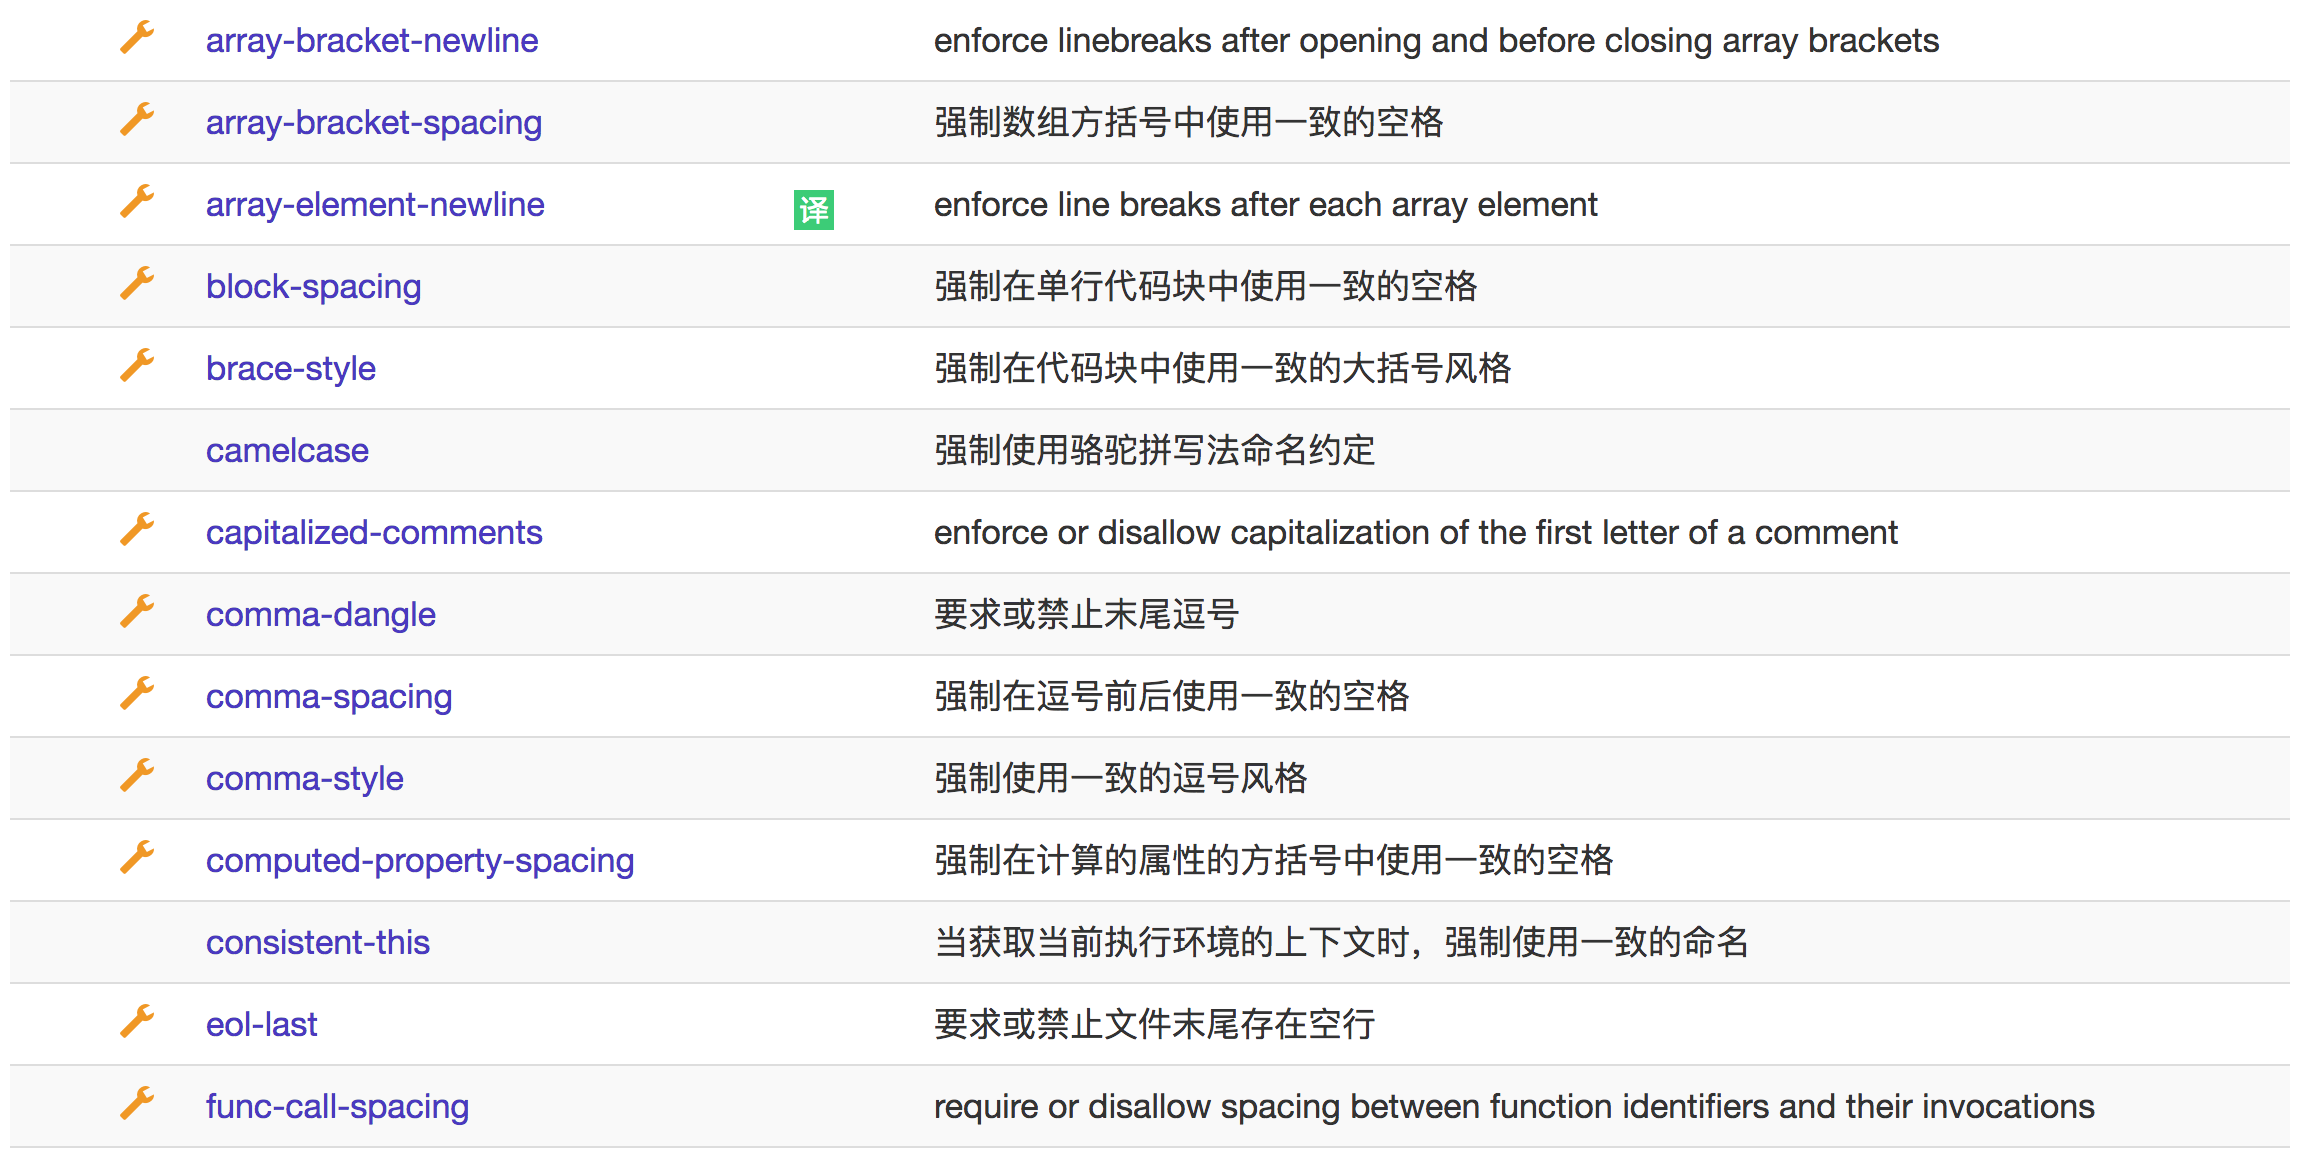 array-bracket-newline enforce linebreaks after opening and before closing array brackets
array-bracket-spacing 强制数组方括号中使用一致的空格
array-element-newline 译 enforce line breaks after each array element
block-spacing 强制在单行代码块中使用一致的空格
brace-style 强制在代码块中使用一致的大括号风格
camelcase 强制使用骆驼拼写法命名约定
capitalized-comments enforce or disallow capitalization of the first letter of a comment
comma-dangle 要求或禁止末尾逗号
comma-spacing 强制在逗号前后使用一致的空格
comma-style 强制使用一致的逗号风格
computed-property-spacing 强制在计算的属性的方括号中使用一致的空格
consistent-this 当获取当前执行环境的上下文时，强制使用一致的命名
eol-last 要求或禁止文件末尾存在空行
func-call-spacing require or disallow spacing between function identifiers and their invocations